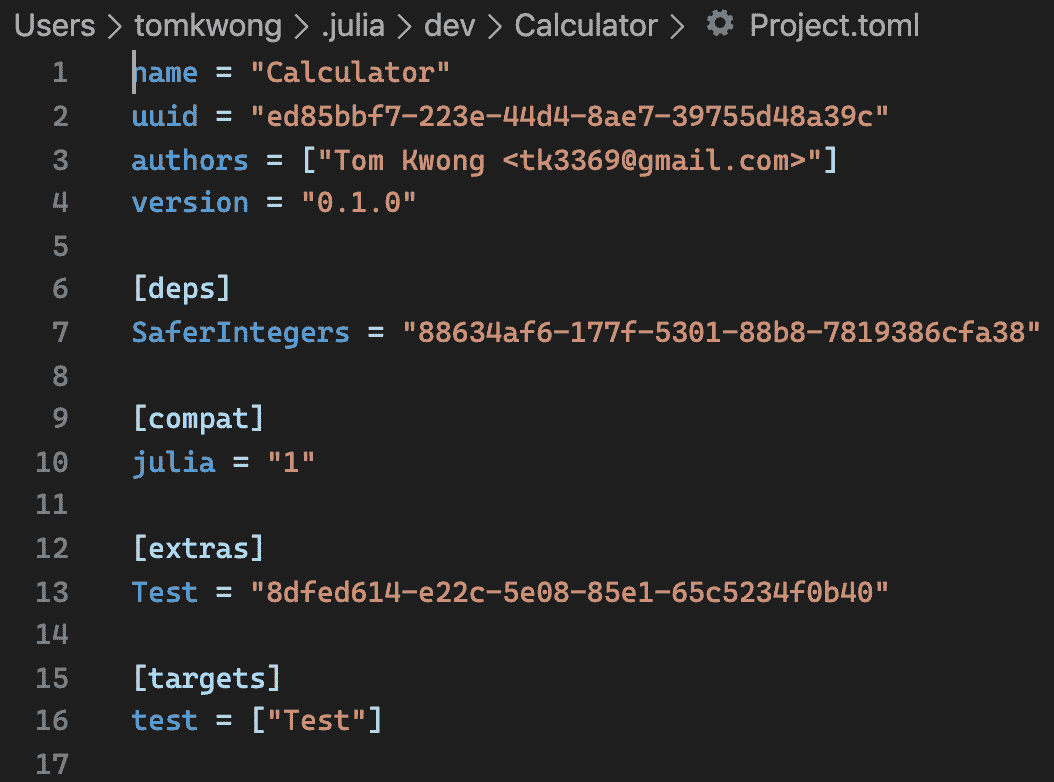 Users > tomkwong > .julia > dev > Calculator > Project.toml
1 name = "Calculator"
2 uuid = "ed85bbf7-223e-44d4-8ae7-39755d48a39c"
3 authors = ["Tom Kwong <tk3369@gmail.com>"]
4 version = "0.1.0"
5
6 [deps]
7 SaferIntegers = "88634af6-177f-5301-88b8-7819386cfa38"
8
9 [compat]
10 julia = "1"
11
12 [extras]
13 Test = "8dfed614-e22c-5e08-85e1-65c5234f0b40"
14
15 [targets]
16 test = ["Test"]
17